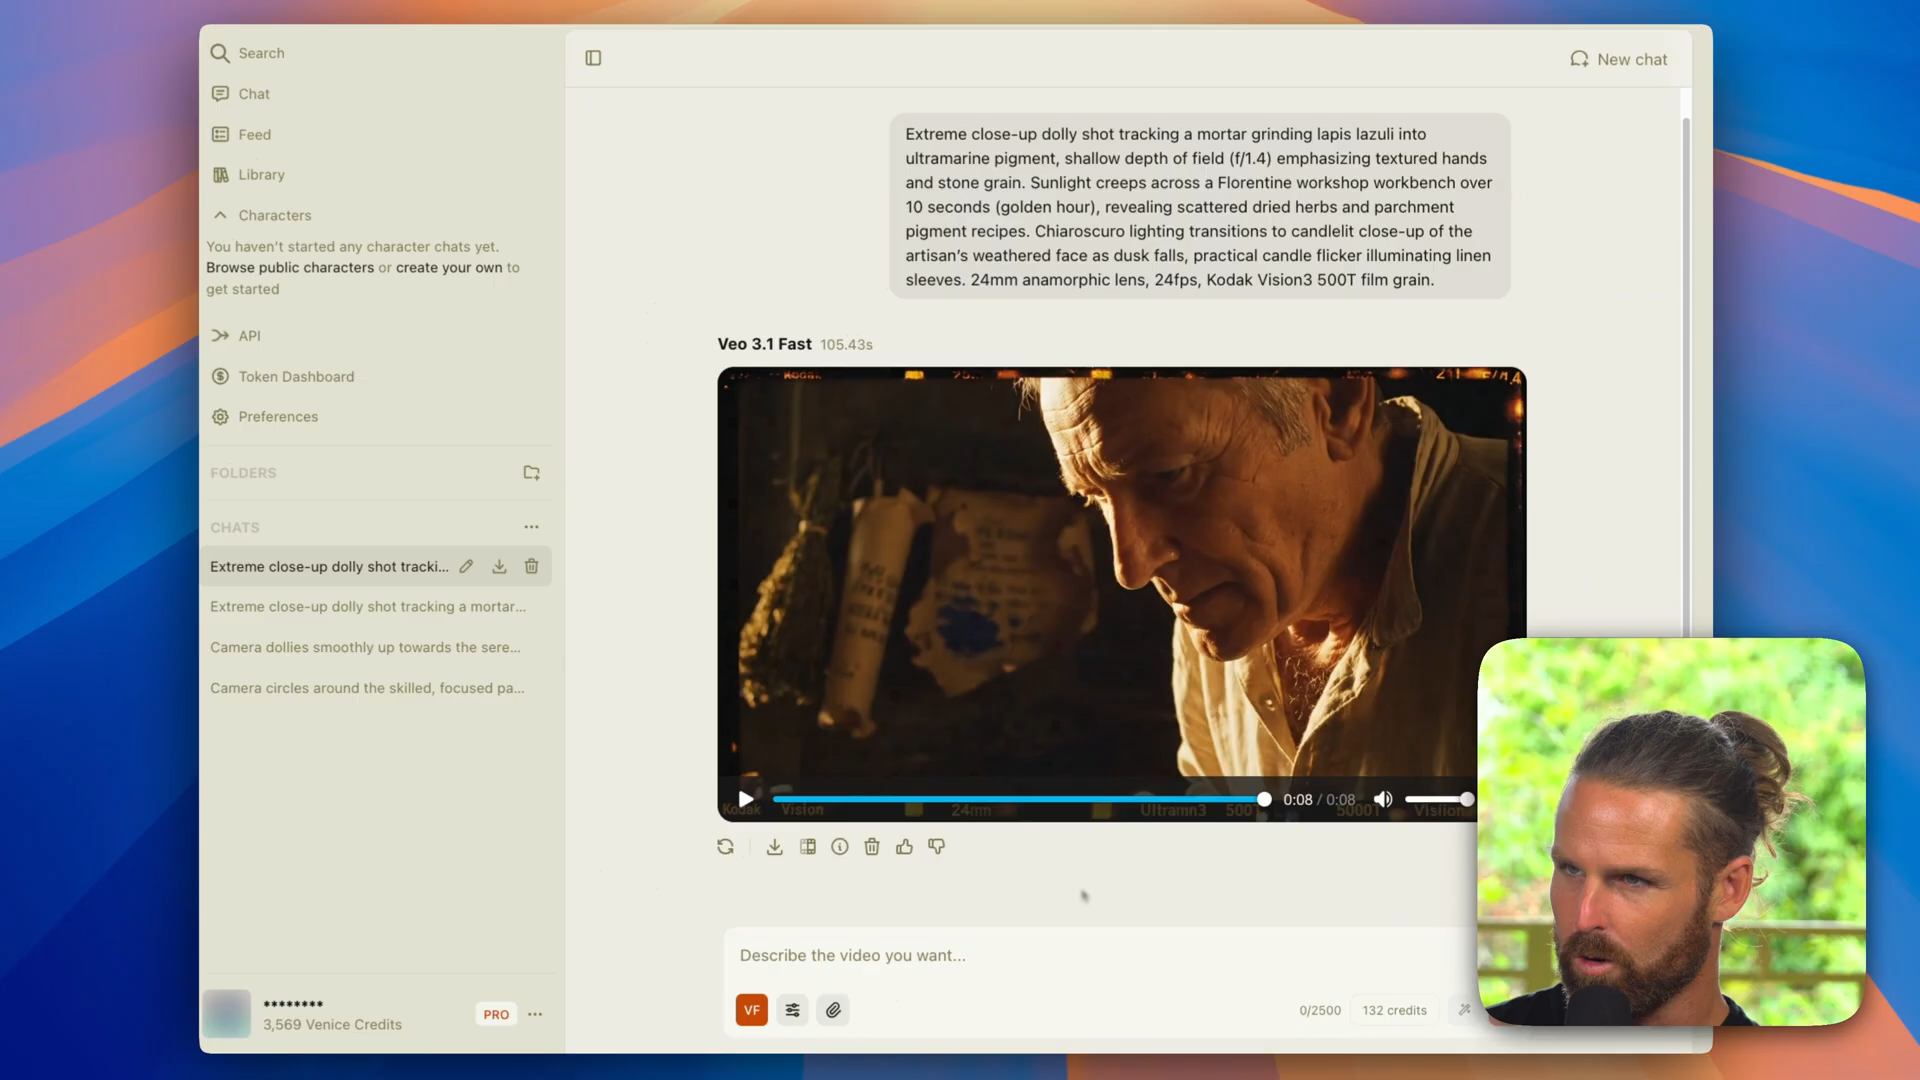 Search
Chat
Feed
Library
Characters
You haven't started any character chats yet.
Browse public characters or create your own to
get started
API
Token Dashboard
Preferences
FOLDERS
CHATS
Extreme close-up dolly shot tracki...
Extreme close-up dolly shot tracking a mortar...
Camera dollies smoothly up towards the sere...
Camera circles around the skilled, focused pa...
********
3,569 Venice Credits
PRO
New chat
Extreme close-up dolly shot tracking a mortar grinding lapis lazuli into
ultramarine pigment, shallow depth of field (f/1.4) emphasizing textured hands
and stone grain. Sunlight creeps across a Florentine workshop workbench over
10 seconds (golden hour), revealing scattered dried herbs and parchment
pigment recipes. Chiaroscuro lighting transitions to candlelit close-up of the
artisan's weathered face as dusk falls, practical candle flicker illuminating linen
sleeves. 24mm anamorphic lens, 24fps, Kodak Vision3 500T film grain.
Veo 3.1 Fast 105.43s
0:08 / 0:08
Kodak Vision 24mn Ultramn3
Describe the video you want...
VF
0/2500
132 credits